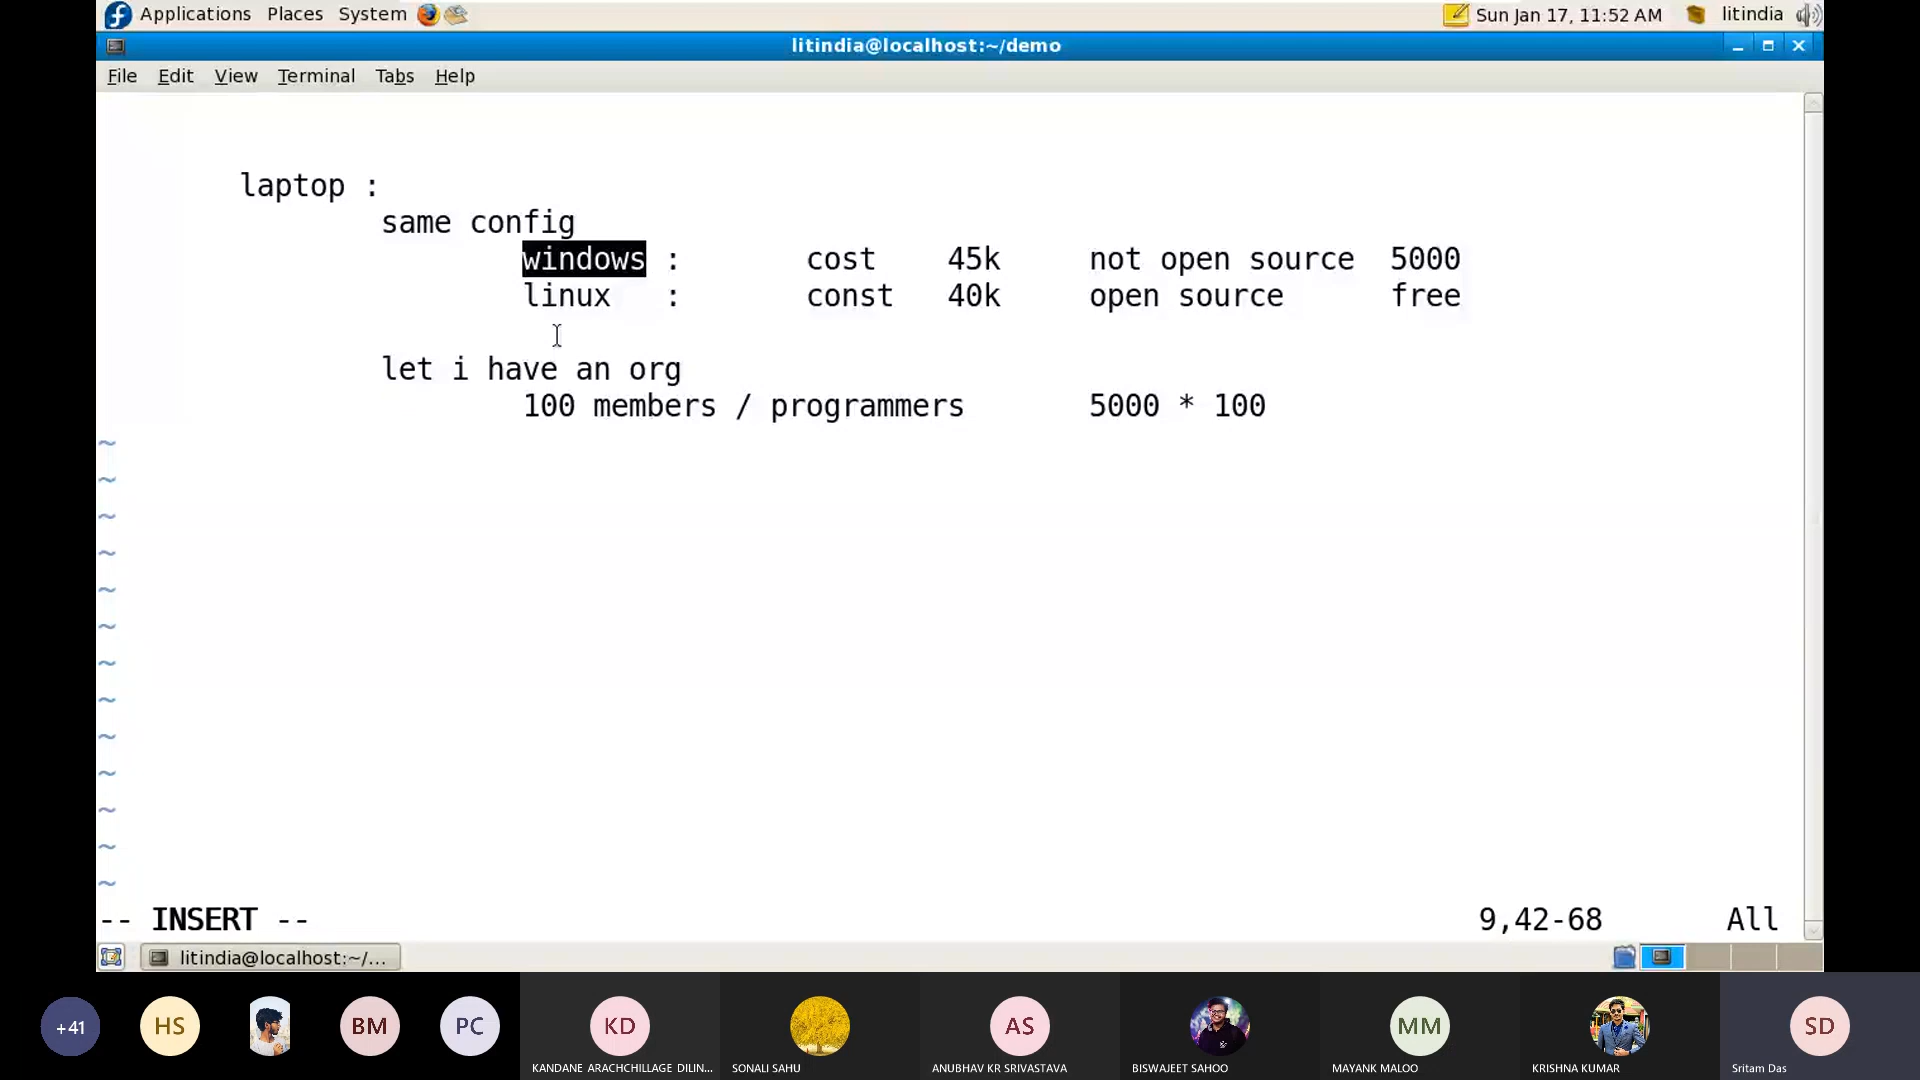 Applications Places System Sun Jan 17, 11:52 AM litindia
litindia@localhost:~/demo
File Edit View Terminal Tabs Help
laptop :
same config
windows : cost 45k not open source 5000
linux : const 40k open source free
let i have an org
100 members / programmers 5000 * 100
~
~
~
~
~
~
~
~
~
~
~
~
~
-- INSERT -- 9,42-68 All
litindia@localhost:~/...
+41 HS BM PC KD AS MM SD
KANDANE ARACHCHILLAGE DILIN... SONALI SAHU ANUBHAV KR SRIVASTAVA BISWAJEET SAHOO MAYANK MALOO KRISHNA KUMAR Sritam Das